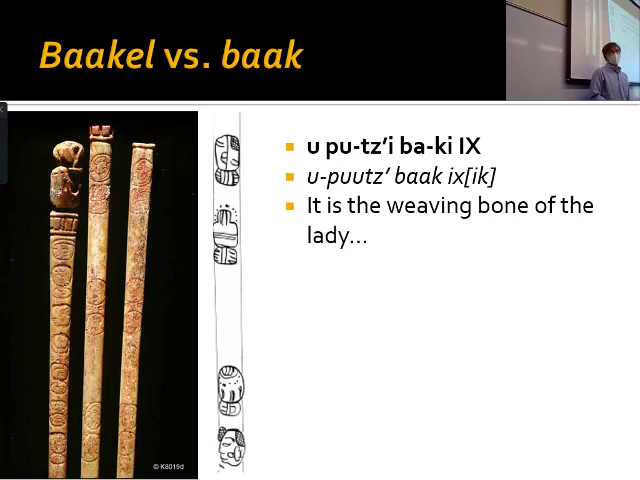 Baakel vs. baak
u pu-tz’i ba-ki IX
u-puutz’ baak ix[ik]
It is the weaving bone of the
lady…
© K8019d